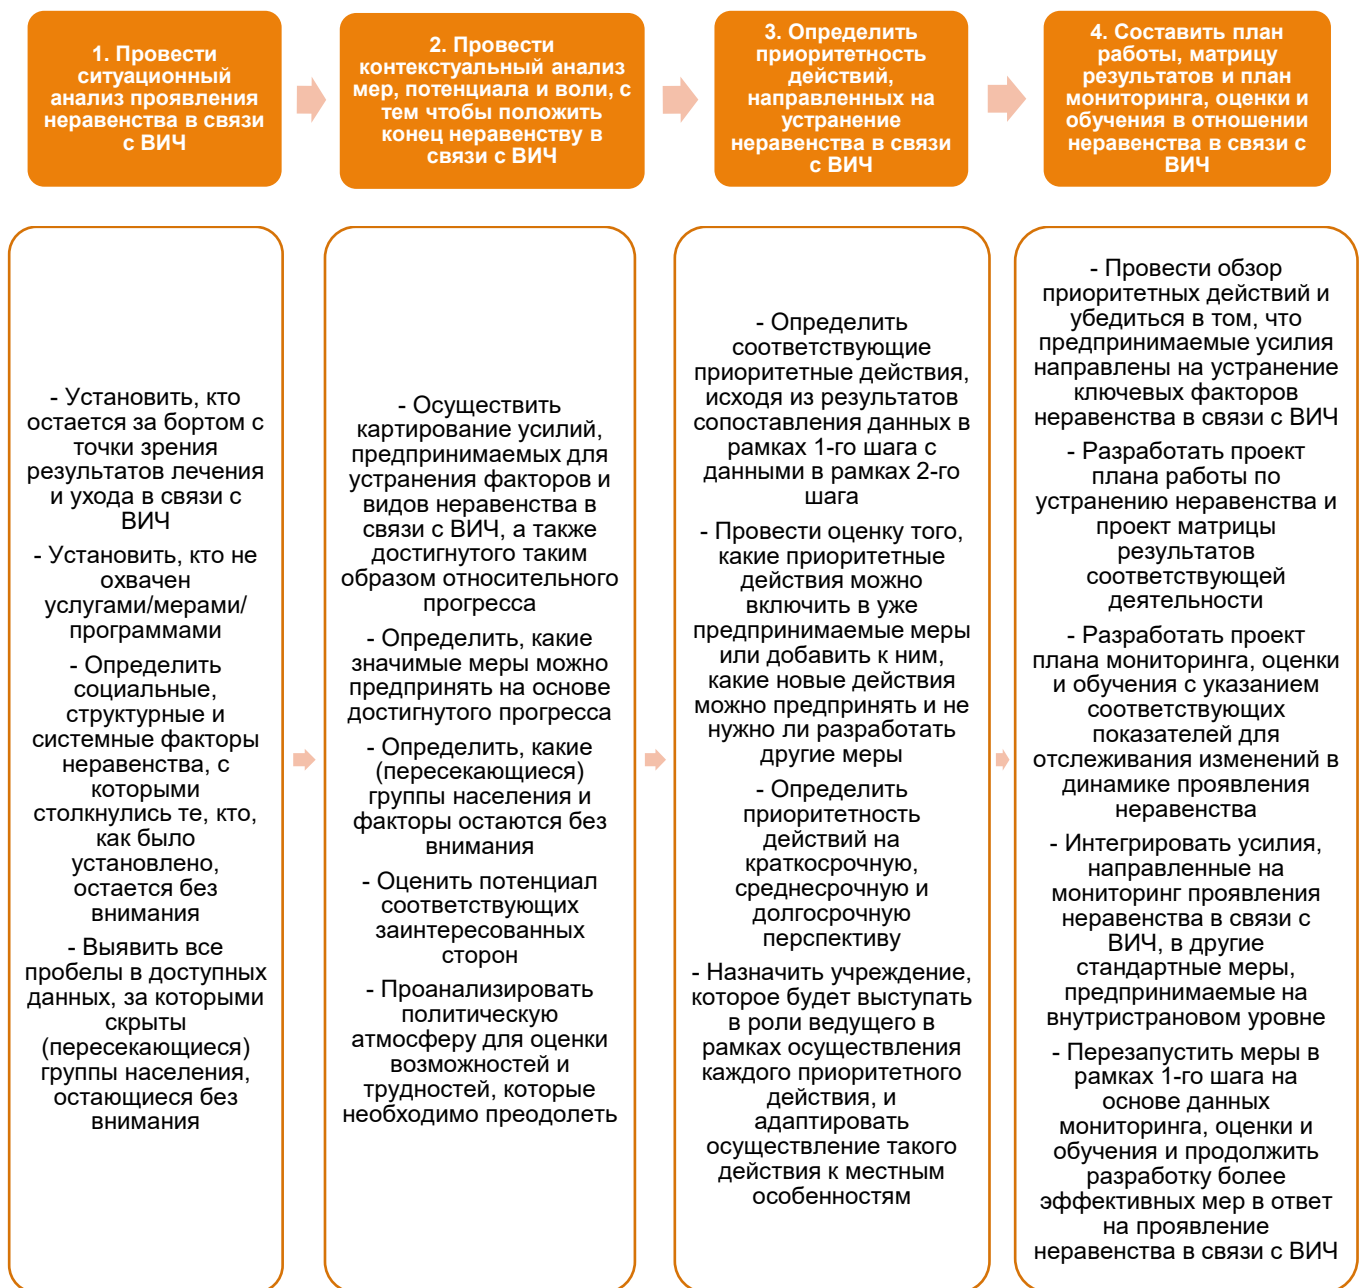 1. Провести
ситуационный
анализ проявления
неравенства в связи
с ВИЧ
2. Провести
контекстуальный анализ
мер, потенциала и воли, с
тем чтобы положить
конец неравенству в
связи с ВИЧ
3. Определить
приоритетность
действий,
направленных на
устранение
неравенства в связи
с ВИЧ
4. Составить план
работы, матрицу
результатов и план
мониторинга, оценки и
обучения в отношении
неравенства в связи с
ВИЧ
- Установить, кто
остается за бортом с
точки зрения
результатов лечения
и ухода в связи с
ВИЧ
- Установить, кто не
охвачен
услугами/мерами/
программами
- Определить
социальные,
структурные и
системные факторы
неравенства, с
которыми
столкнулись те, кто,
как было
установлено,
остается без
внимания
- Выявить все
пробелы в доступных
данных, за которыми
скрыты
(пересекающиеся)
группы населения,
остающиеся без
внимания
- Осуществить
картирование усилий,
предпринимаемых для
устранения факторов и
видов неравенства в
связи с ВИЧ, а также
достигнутого таким
образом относительного
прогресса
- Определить, какие
значимые меры можно
предпринять на основе
достигнутого прогресса
- Определить, какие
(пересекающиеся)
группы населения и
факторы остаются без
внимания
- Оценить потенциал
соответствующих
заинтересованных
сторон
- Проанализировать
политическую
атмосферу для оценки
возможностей и
трудностей, которые
необходимо преодолеть
- Определить
соответствующие
приоритетные действия,
исходя из результатов
сопоставления данных в
рамках 1-го шага с
данными в рамках 2-го
шага
- Провести оценку того,
какие приоритетные
действия можно
включить в уже
предпринимаемые меры
или добавить к ним,
какие новые действия
можно предпринять и не
нужно ли разработать
другие меры
- Определить
приоритетность
действий на
краткосрочную,
среднесрочную и
долгосрочную
перспективу
- Назначить учреждение,
которое будет выступать
в роли ведущего в
рамках осуществления
каждого приоритетного
действия, и
адаптировать
осуществление такого
действия к местным
особенностям
- Провести обзор
приоритетных действий и
убедиться в том, что
предпринимаемые усилия
направлены на устранение
ключевых факторов
неравенства в связи с ВИЧ
- Разработать проект
плана работы по
устранению неравенства и
проект матрицы
результатов
соответствующей
деятельности
- Разработать проект
плана мониторинга, оценки
и обучения с указанием
соответствующих
показателей для
отслеживания изменений в
динамике проявления
неравенства
- Интегрировать усилия,
направленные на
мониторинг проявления
неравенства в связи с
ВИЧ, в другие
стандартные меры,
предпринимаемые на
внутристрановом уровне
- Перезапустить меры в
рамках 1-го шага на
основе данных
мониторинга, оценки и
обучения и продолжить
разработку более
эффективных мер в ответ
на проявление
неравенства в связи с ВИЧ